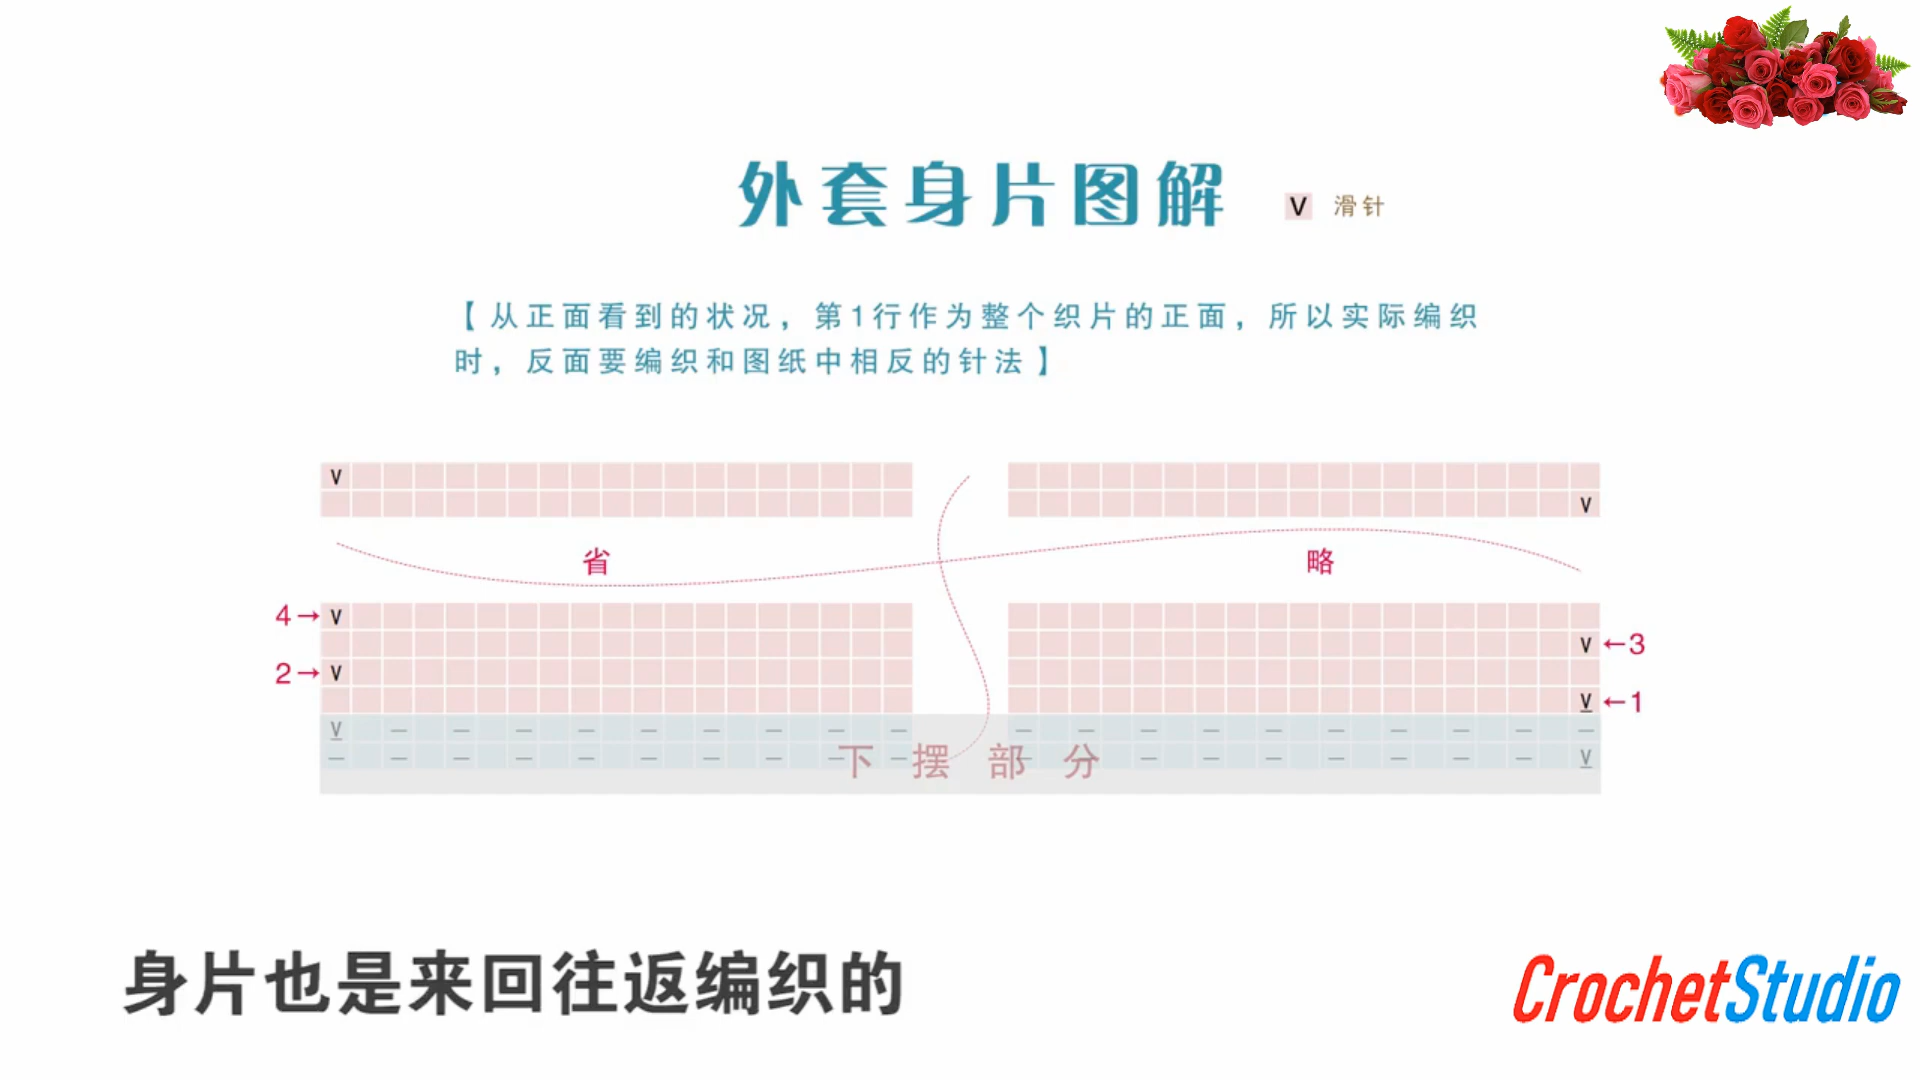 外套身片图解
V 滑针
【从正面看到的状况，第1行作为整个织片的正面，所以实际编织
时，反面要编织和图纸中相反的针法】
V
V
省 略
4→ V
V ←3
2→ V
V ←1
V
V
下摆部分
身片也是来回往返编织的
CrochetStudio